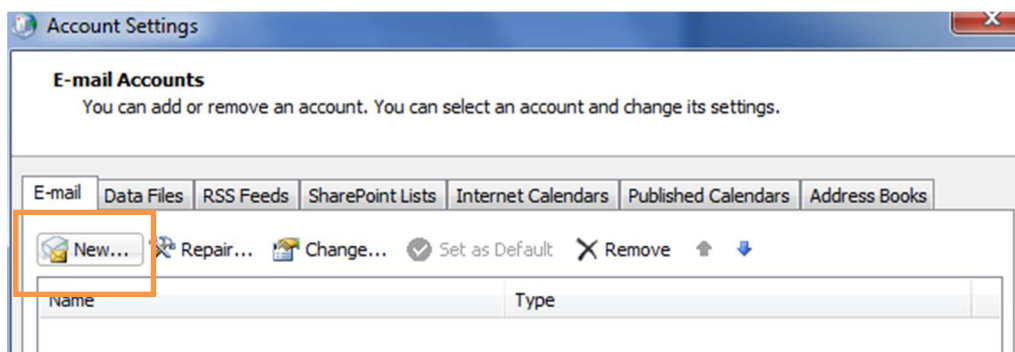 Account Settings
E-mail Accounts
You can add or remove an account. You can select an account and change its settings.
E-mail Data Files RSS Feeds SharePoint Lists Internet Calendars Published Calendars Address Books
New... Repair... Change... Set as Default Remove
Name Type